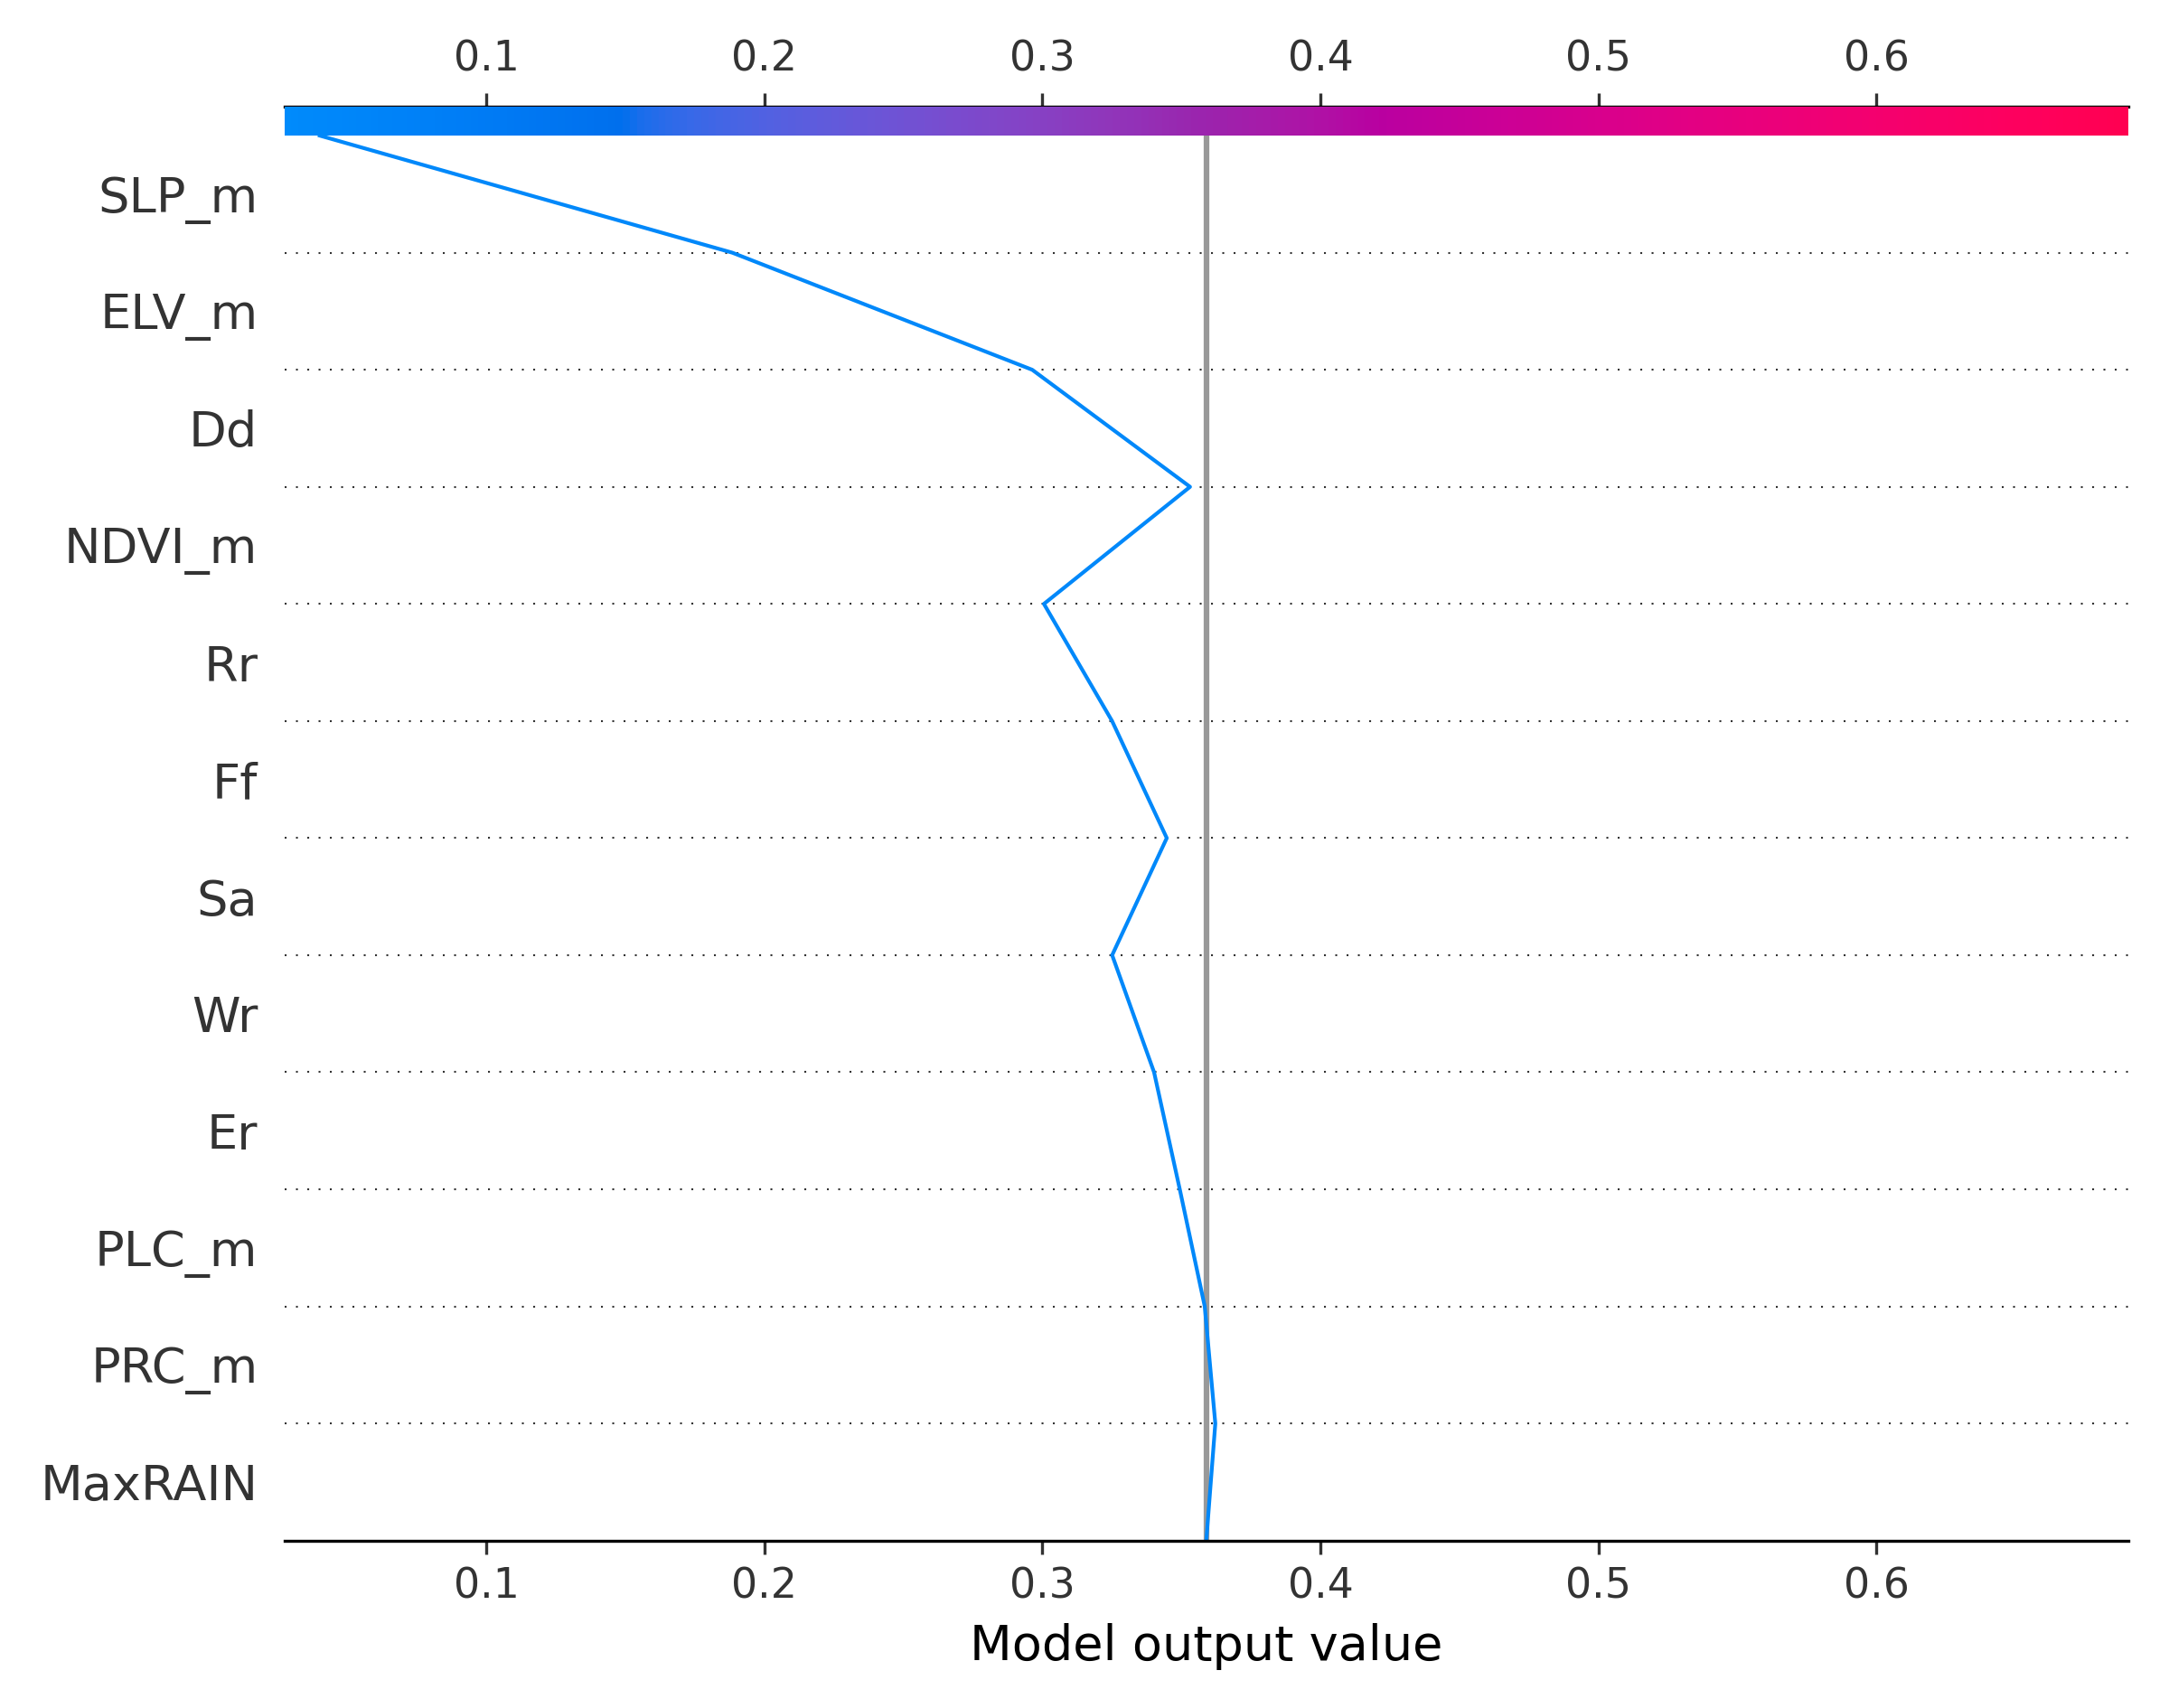 0.1 0.2 0.3 0.4 0.5 0.6
SLP_m
ELV_m
Dd
NDVI_m
Rr
Ff
Sa
Wr
Er
PLC_m
PRC_m
MaxRAIN
0.1 0.2 0.3 0.4 0.5 0.6
Model output value